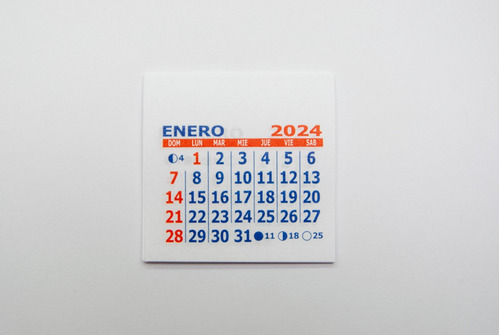 ENERO 2024
DOM LUN MAR MIE JUE VIE SAB
4 1 2 3 4 5 6
7 8 9 10 11 12 13
14 15 16 17 18 19 20
21 22 23 24 25 26 27
28 29 30 31 11 18 25